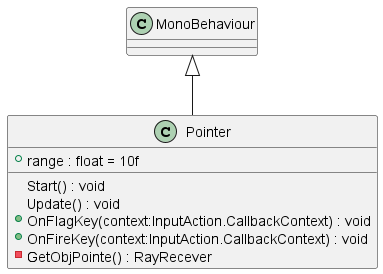 C MonoBehaviour
C Pointer
range : float = 10f
Start() : void
Update() : void
OnFlagKey(context:InputAction.CallbackContext) : void
OnFireKey(context:InputAction.CallbackContext) : void
GetObjPointe() : RayRecever